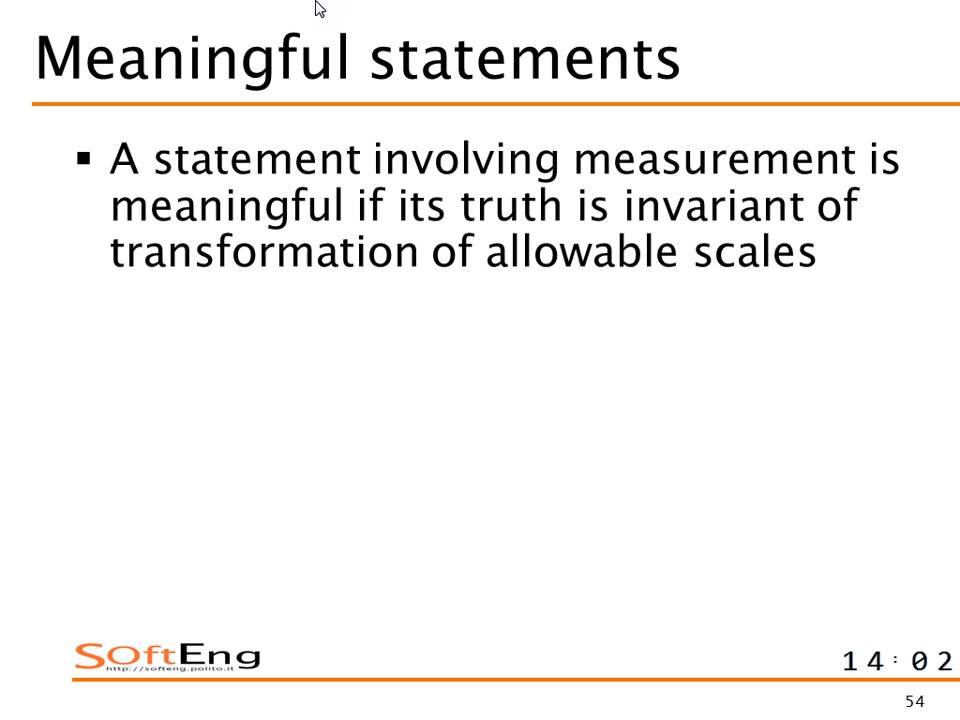 Meaningful statements
▪ A statement involving measurement is
meaningful if its truth is invariant of
transformation of allowable scales
SOftEng
http://softeng.polito.it
14:02
54